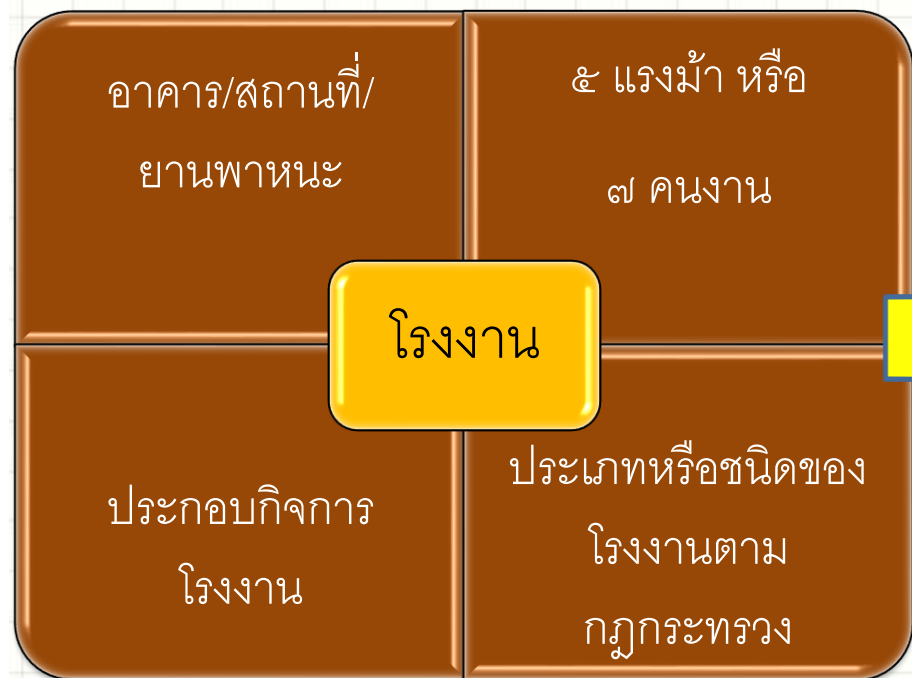 อาคาร/สถานที่/
ยานพาหนะ
๕ แรงม้า หรือ
๗ คนงาน
โรงงาน
ประกอบกิจการ
โรงงาน
ประเภทหรือชนิดของ
โรงงานตาม
กฎกระทรวง